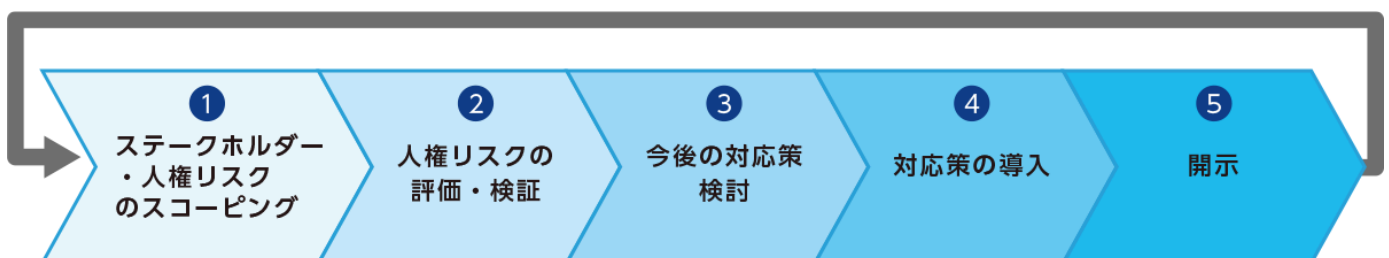 1
ステークホルダー
・人権リスク
のスコーピング
2
人権リスクの
評価・検証
3
今後の対応策
検討
4
対応策の導入
5
開示